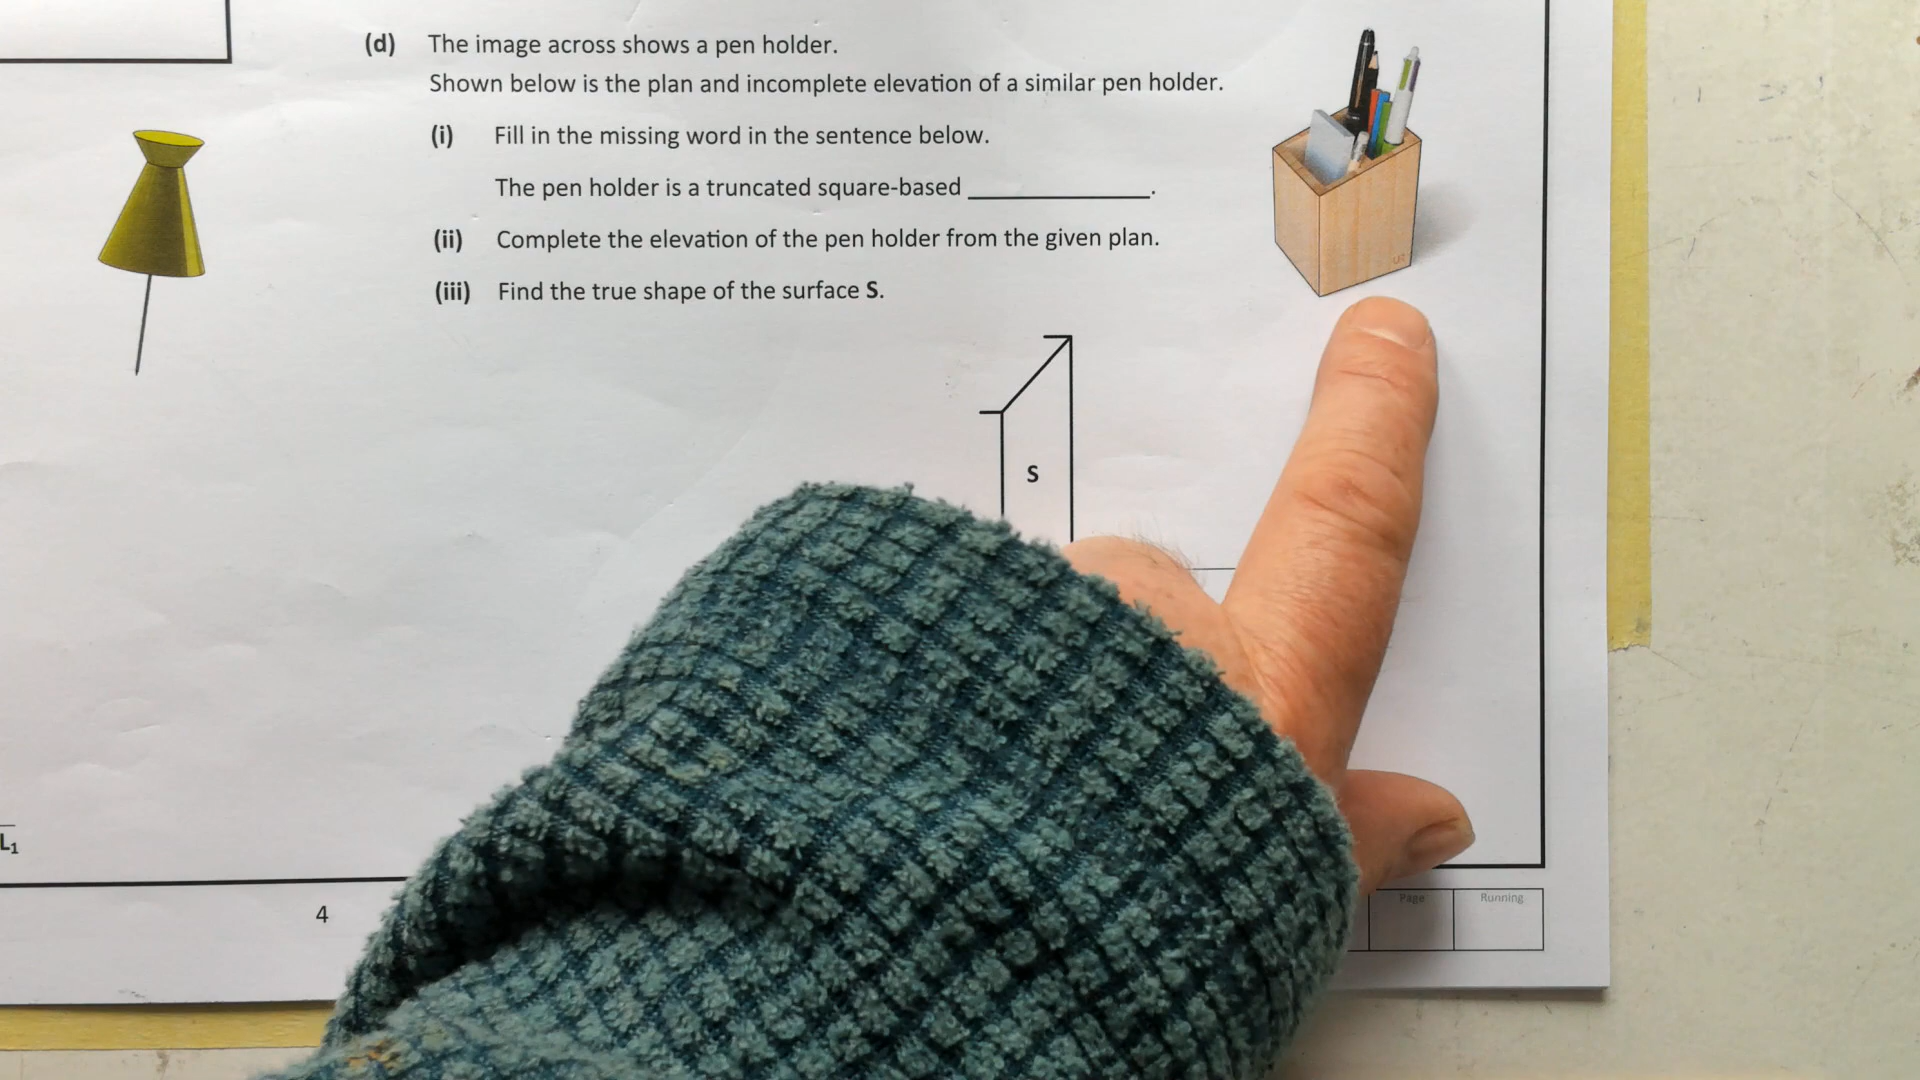 (d) The image across shows a pen holder.
Shown below is the plan and incomplete elevation of a similar pen holder.
(i) Fill in the missing word in the sentence below.
The pen holder is a truncated square-based ____________.
(ii) Complete the elevation of the pen holder from the given plan.
(iii) Find the true shape of the surface S.
S
L₁
4
Page Running